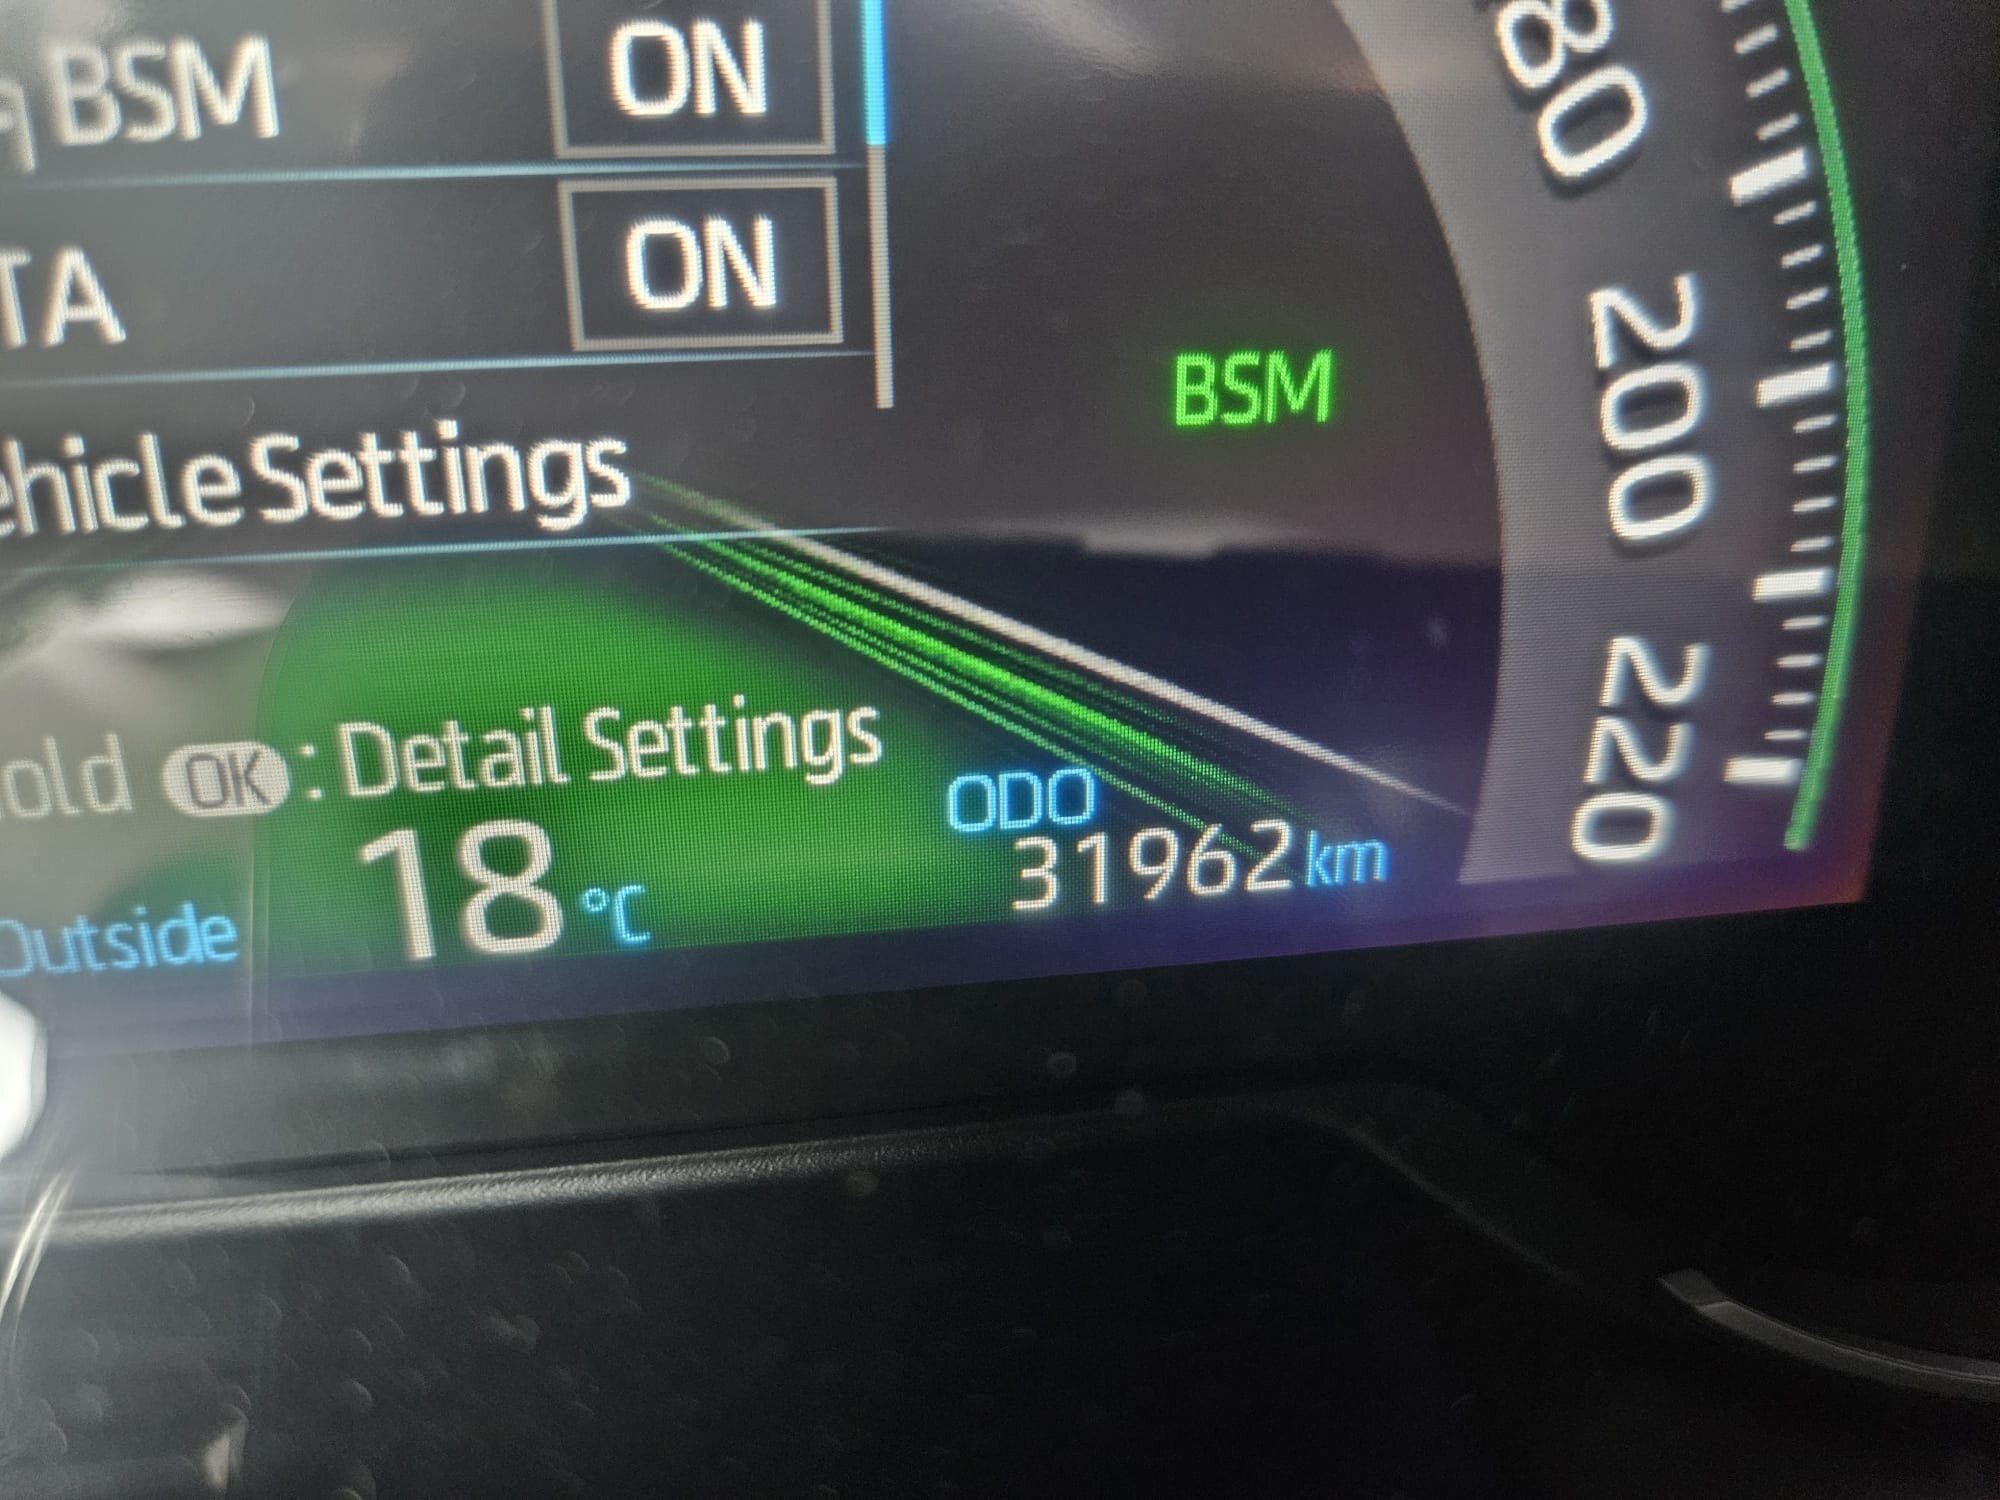 BSM ON
TA ON
BSM
ehicle Settings
old OK : Detail Settings
Outside 18 °C
ODO
31962 km
80
200
220